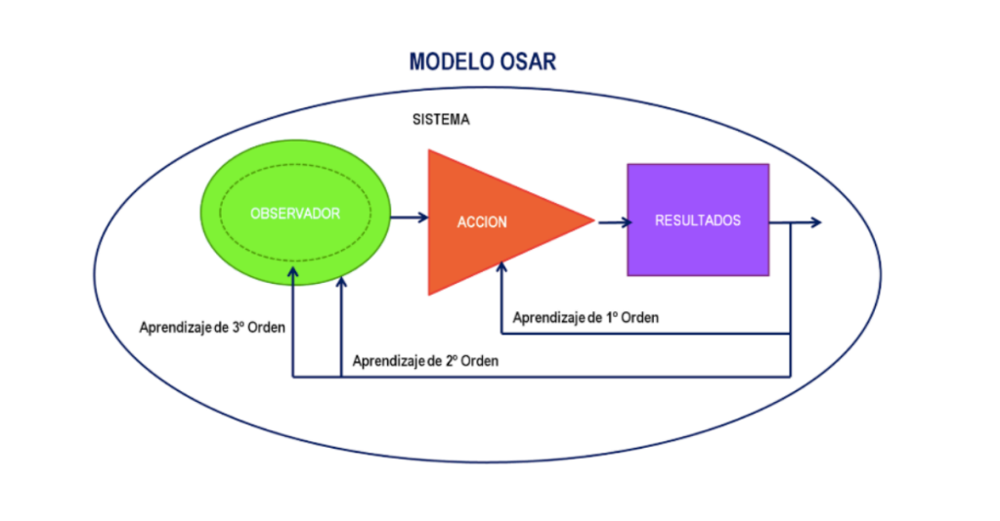 MODELO OSAR
SISTEMA
OBSERVADOR
ACCION
RESULTADOS
Aprendizaje de 1º Orden
Aprendizaje de 3º Orden
Aprendizaje de 2º Orden